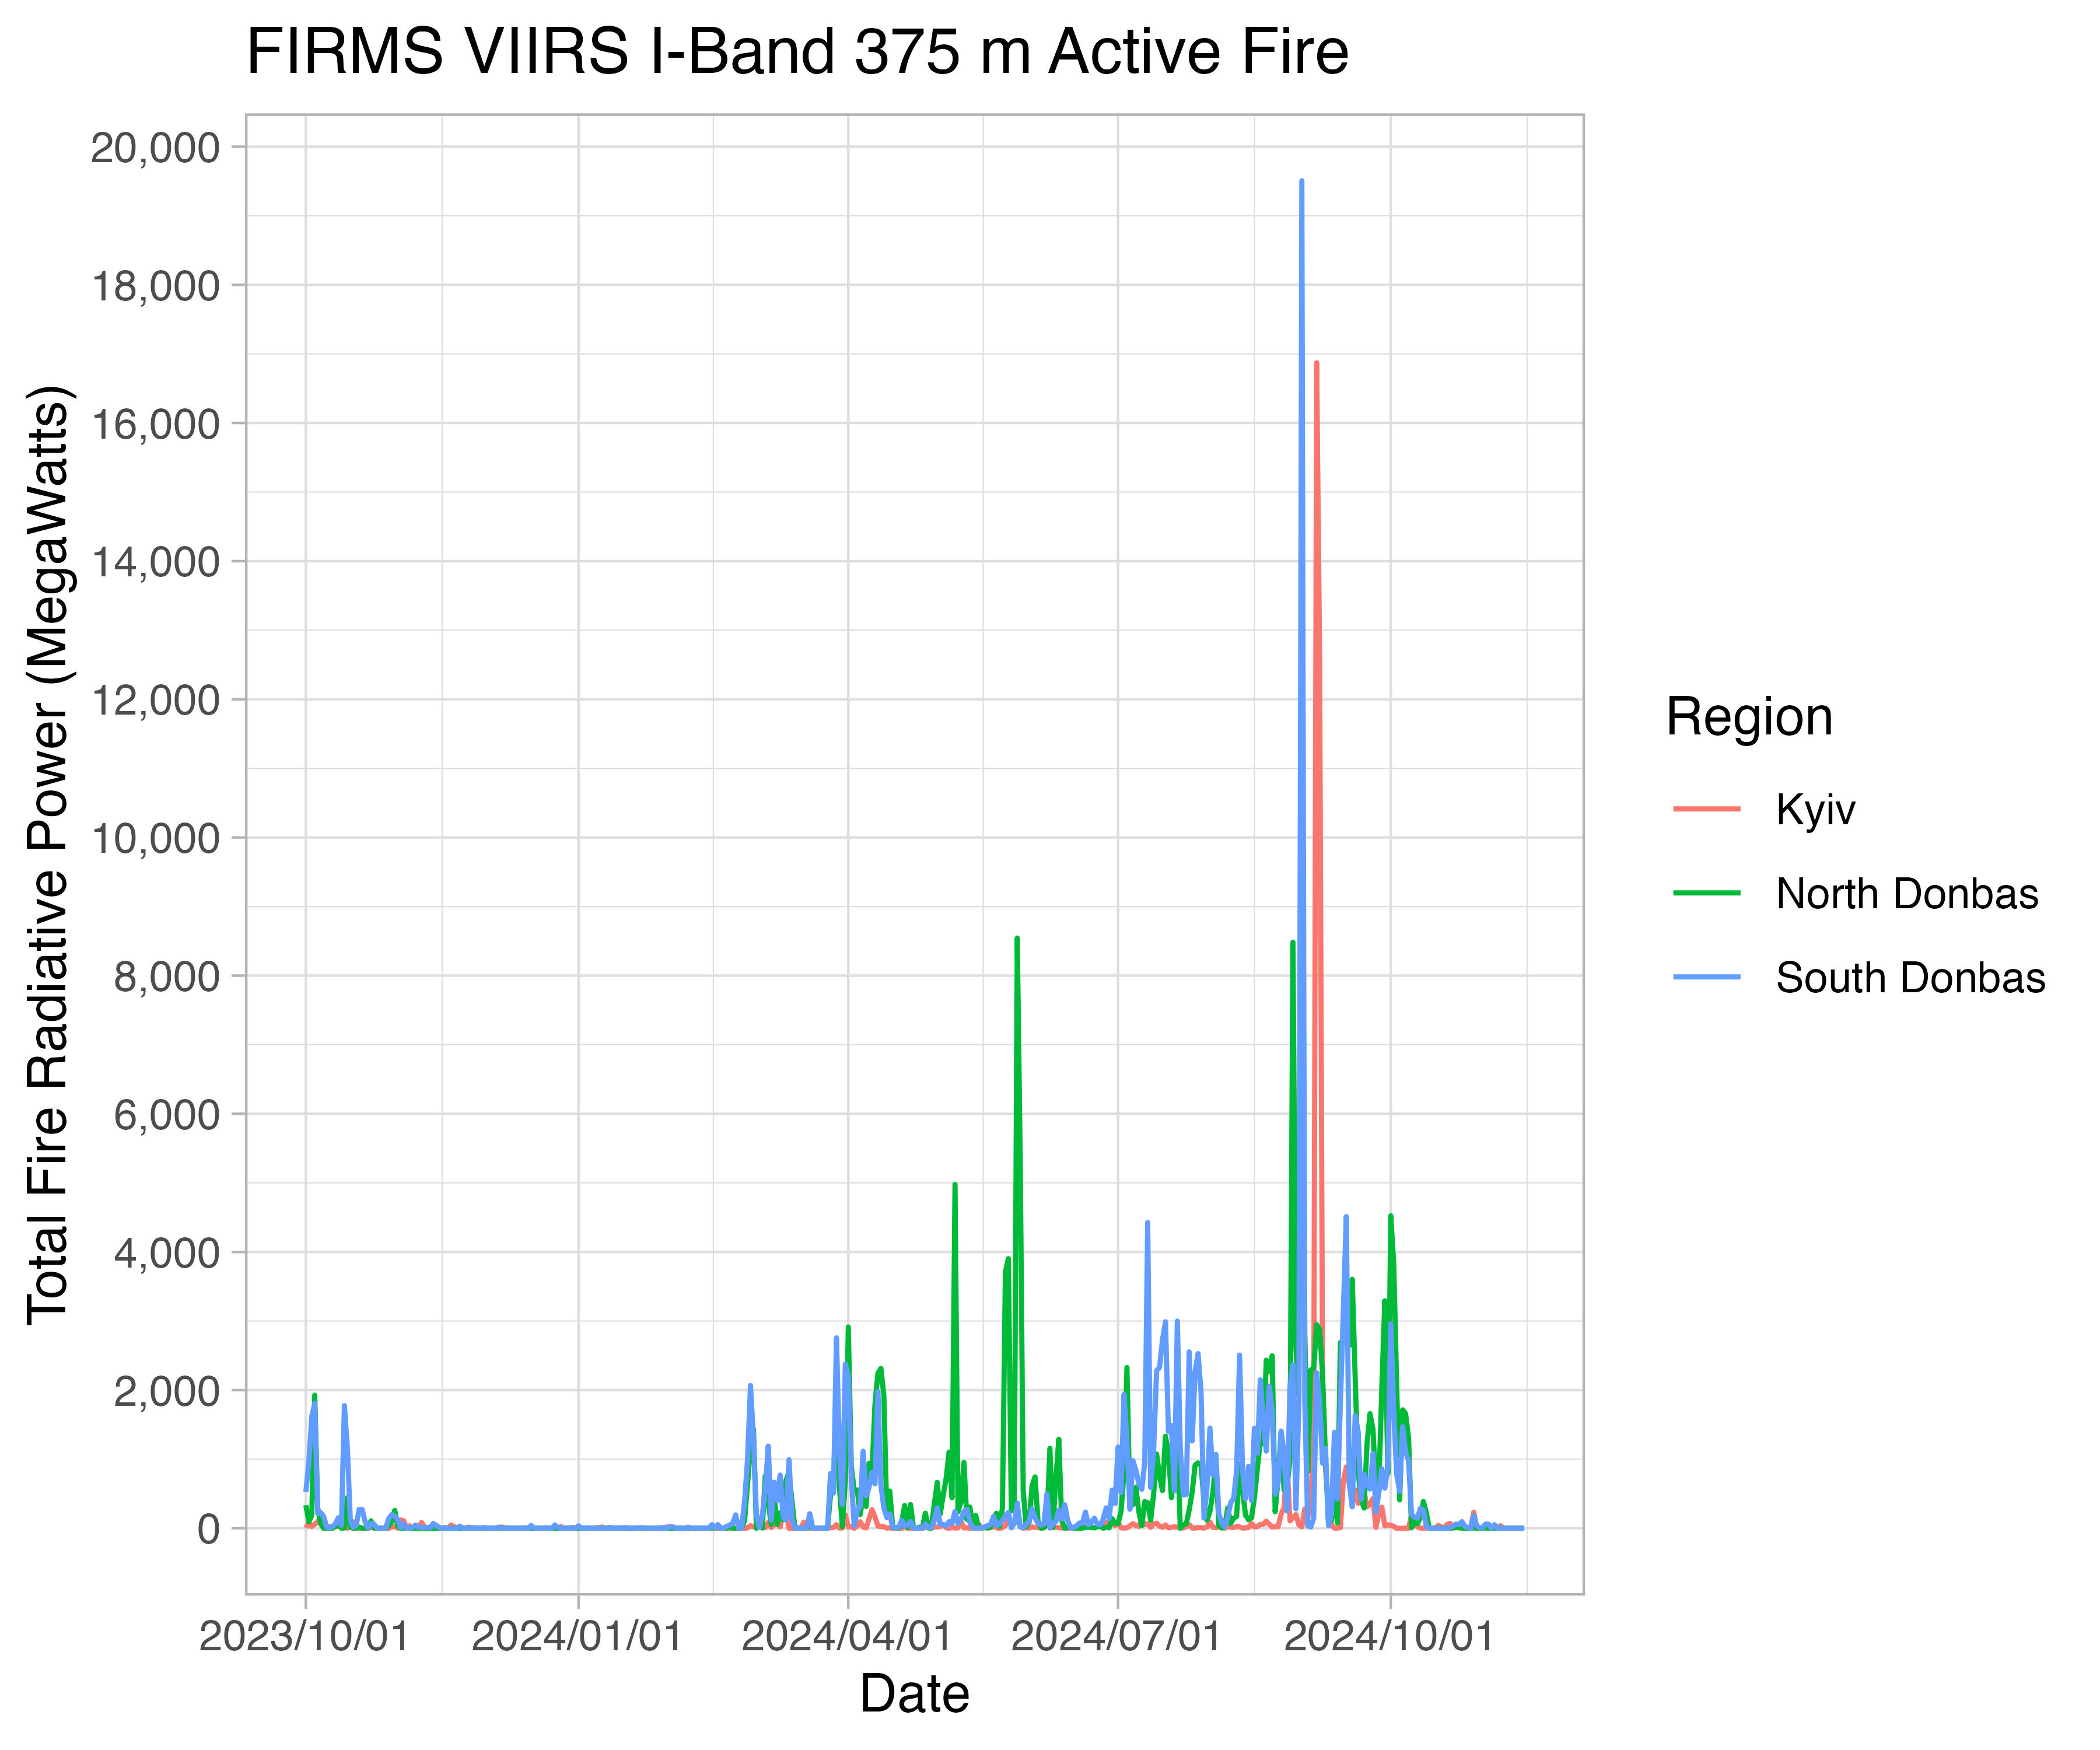 FIRMS VIIRS I-Band 375 m Active Fire
Total Fire Radiative Power (MegaWatts)
20,000
18,000
16,000
14,000
12,000
10,000
8,000
6,000
4,000
2,000
0
2023/10/01
2024/01/01
2024/04/01
2024/07/01
2024/10/01
Date
Region
Kyiv
North Donbas
South Donbas